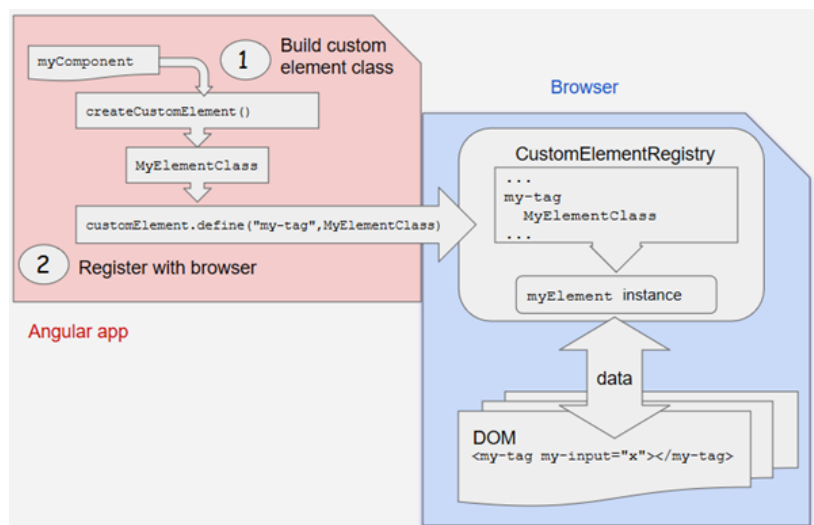 myComponent
1
Build custom
element class
createCustomElement()
MyElementClass
customElement.define("my-tag",MyElementClass)
2
Register with browser
Angular app
Browser
CustomElementRegistry
...
my-tag
MyElementClass
...
myElement instance
data
DOM
<my-tag my-input="x"></my-tag>